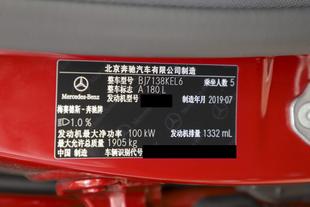 北京奔驰汽车有限公司制造
整车型号 BJ7138KEL6 乘坐人数 5
整车标志 A 180 L
发动机型号
制造年月 2019-07
Mercedes-Benz
梅赛德斯-奔驰牌
1.0 %
发动机最大净功率 100 kW 发动机排量 1332 mL
最大允许总质量 1905 kg
中国 制造 车辆识别代号